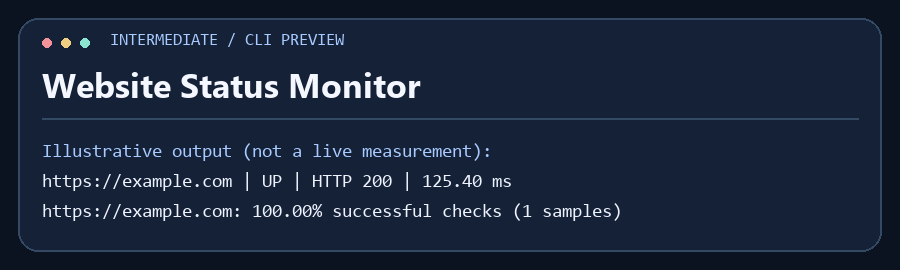 INTERMEDIATE / CLI PREVIEW
Website Status Monitor
Illustrative output (not a live measurement):
https://example.com | UP | HTTP 200 | 125.40 ms
https://example.com: 100.00% successful checks (1 samples)